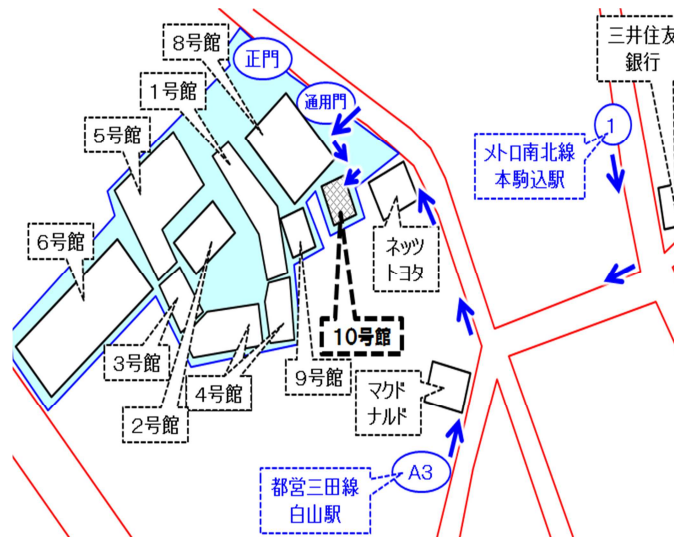 8号館
正門
1号館
通用門
5号館
三井住友
銀行
1
メトロ南北線
本駒込駅
6号館
ネッツ
トヨタ
10号館
3号館
9号館
マクド
ナルド
4号館
2号館
都営三田線
白山駅
A3